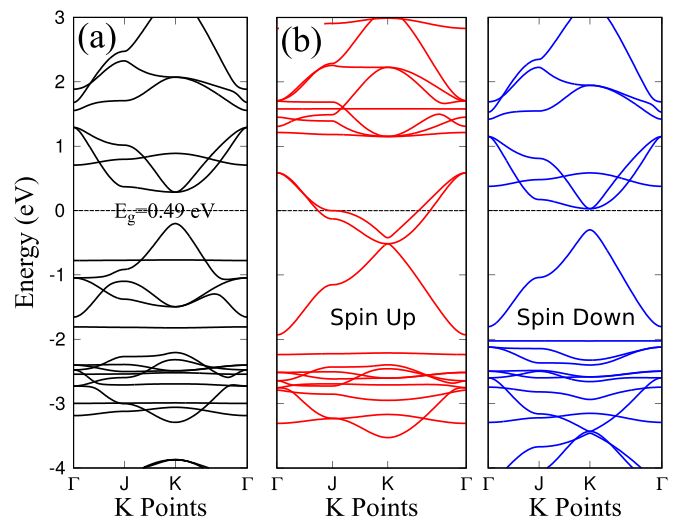 (a)
(b)
3
2
1
0
-1
-2
-3
-4
Energy (eV)
E_g=0.49 eV
Spin Up
Spin Down
Γ J K Γ
Γ J K Γ
Γ J K Γ
K Points
K Points
K Points